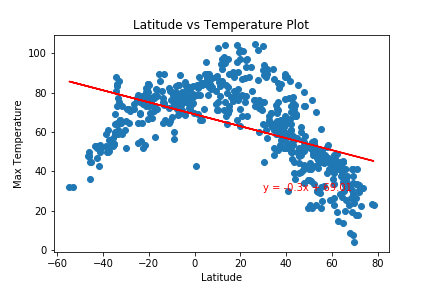 Latitude vs Temperature Plot
Max Temperature
100
80
60
40
20
0
y = -0.3x + 69.01
−60 −40 −20 0 20 40 60 80
Latitude